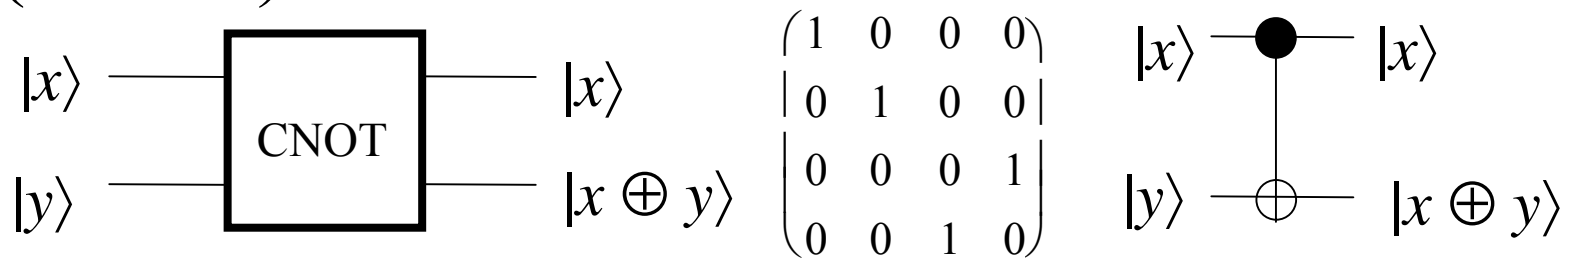 |x⟩ CNOT |x⟩
|y⟩ |x ⊕ y⟩
1 0 0 0
0 1 0 0
0 0 0 1
0 0 1 0
|x⟩ |x⟩
|y⟩ |x ⊕ y⟩